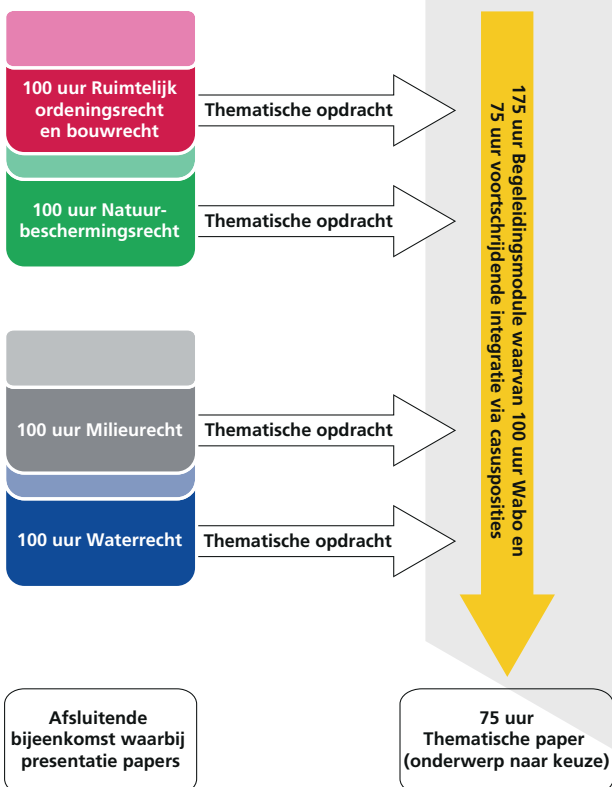 100 uur Ruimtelijk
ordeningsrecht
en bouwrecht
Thematische opdracht
100 uur Natuur-
beschermingsrecht
Thematische opdracht
100 uur Milieurecht
Thematische opdracht
100 uur Waterrecht
Thematische opdracht
175 uur Begeleidingsmodule waarvan 100 uur Wabo en
75 uur voortschrijdende integratie via casusposities
Afsluitende
bijeenkomst waarbij
presentatie papers
75 uur
Thematische paper
(onderwerp naar keuze)